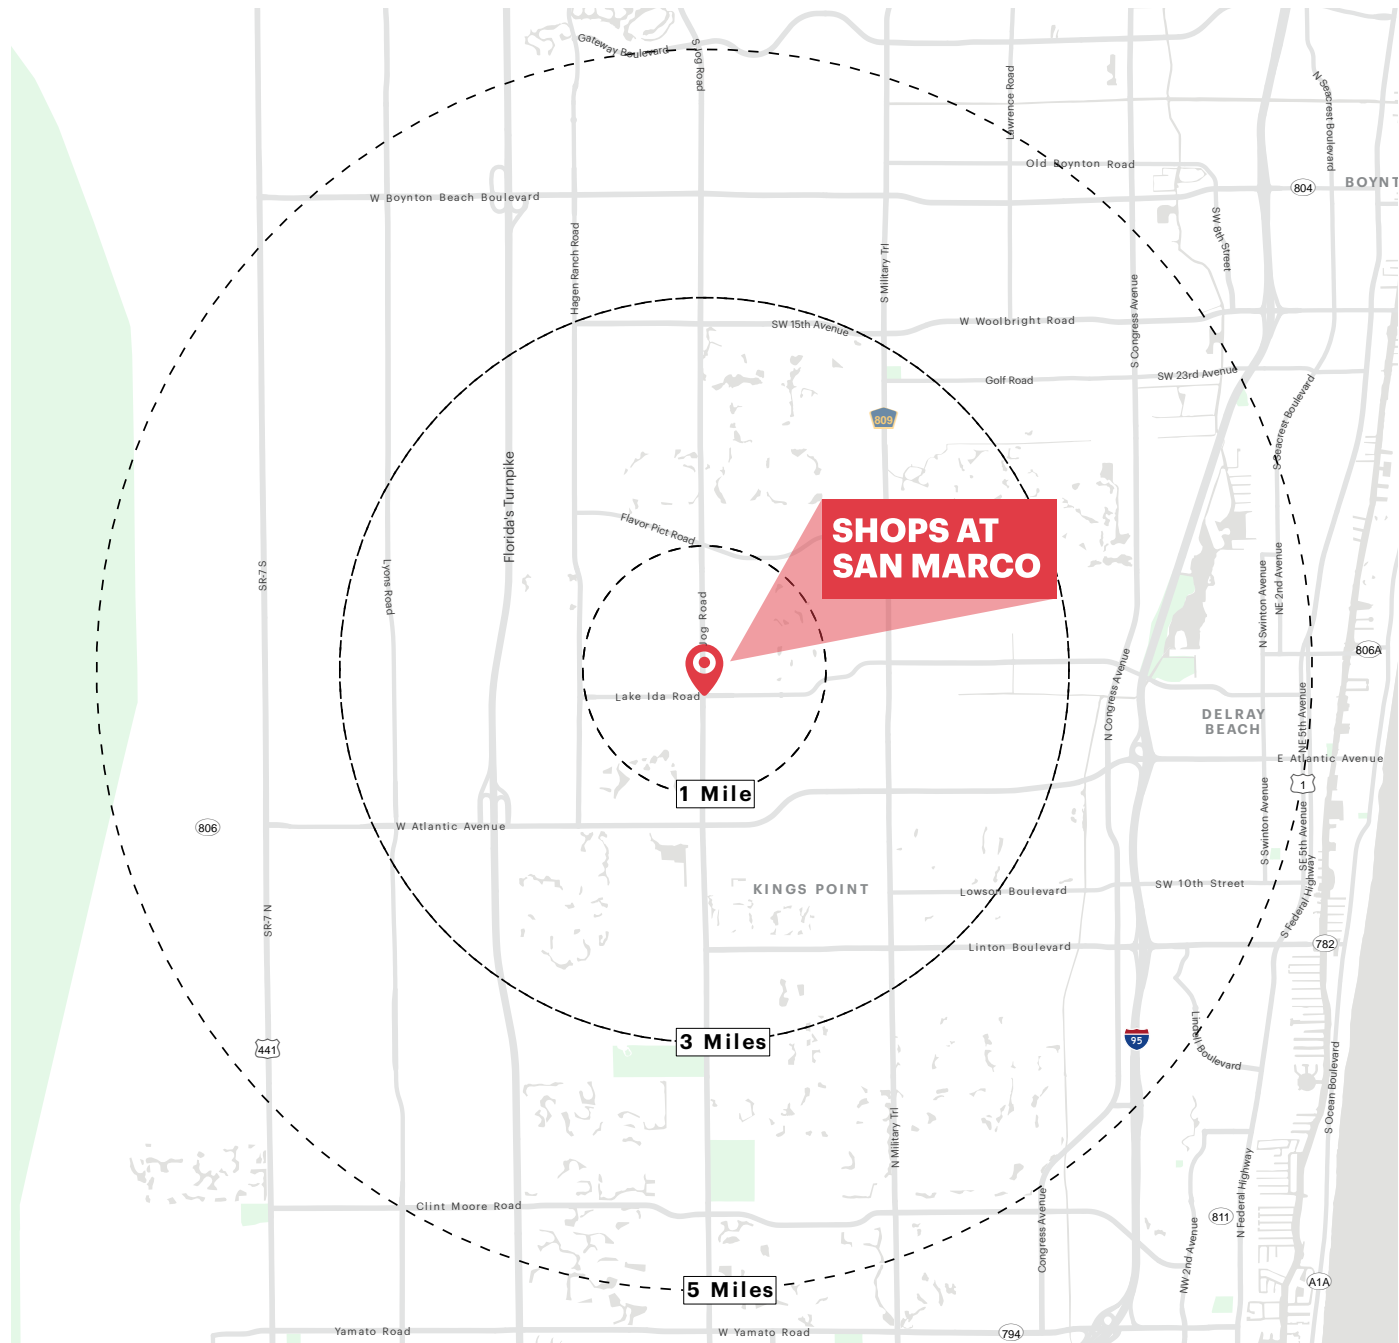 Gateway Boulevard
S Jog Road
Lawrence Road
N Seacrest Boulevard
Old Boynton Road
804
BOYNT
W Boynton Beach Boulevard
SW 8th Street
Hagen Ranch Road
S Military Trl
S Congress Avenue
SW 15th Avenue
W Woolbright Road
Golf Road
SW 23rd Avenue
809
S Seacrest Boulevard
Florida's Turnpike
Flavor Pict Road
SHOPS AT
SAN MARCO
SR-7 S
Lyons Road
Jog Road
N Swinton Avenue
NE 2nd Avenue
806A
Lake Ida Road
N Congress Avenue
DELRAY
BEACH
NE 5th Avenue
E Atlantic Avenue
1
1 Mile
806
W Atlantic Avenue
S Swinton Avenue
SE 5th Avenue
KINGS POINT
Lowson Boulevard
SW 10th Street
S Federal Highway
SR-7 N
Linton Boulevard
782
3 Miles
441
95
Lindell Boulevard
S Ocean Boulevard
N Military Trl
Clint Moore Road
Congress Avenue
N Federal Highway
811
NW 2nd Avenue
5 Miles
A1A
Yamato Road
W Yamato Road
794